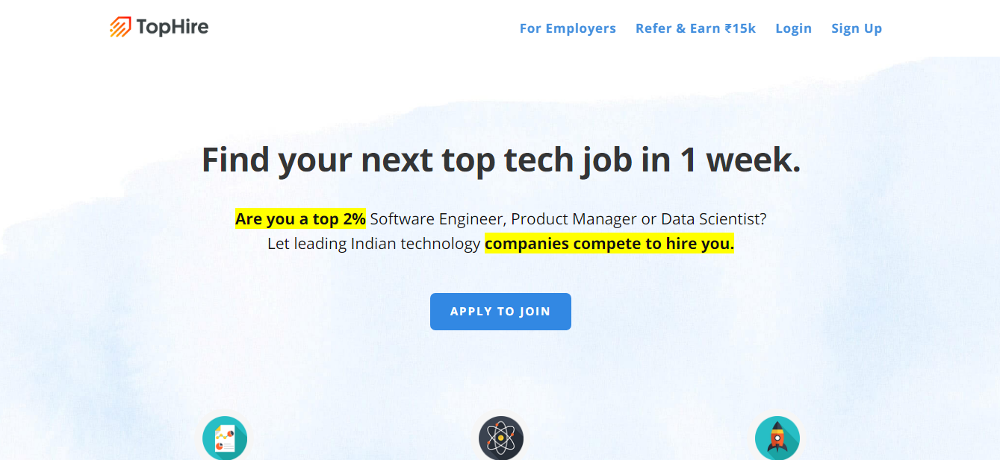 TopHire
For Employers
Refer & Earn ₹15k
Login
Sign Up
Find your next top tech job in 1 week.
Are you a top 2% Software Engineer, Product Manager or Data Scientist?
Let leading Indian technology companies compete to hire you.
APPLY TO JOIN